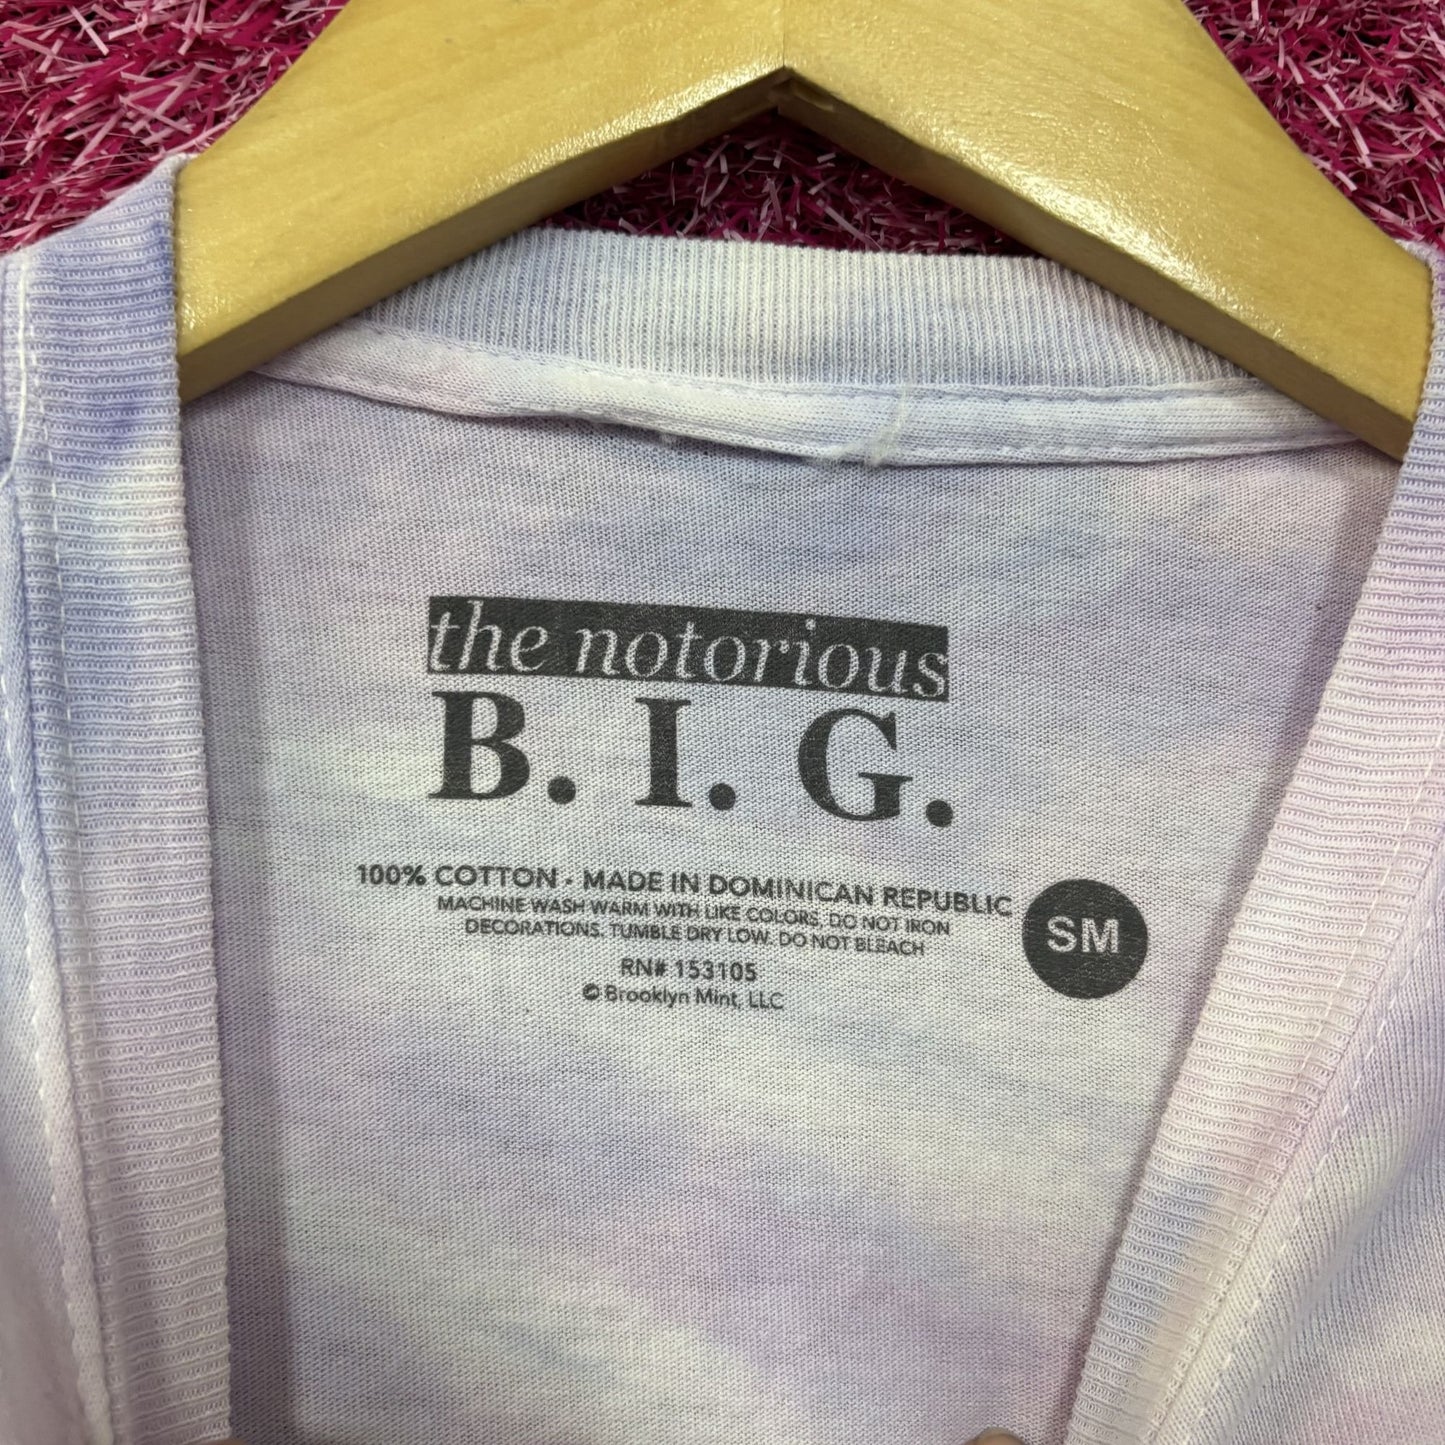 the notorious
B. I. G.
100% COTTON - MADE IN DOMINICAN REPUBLIC
MACHINE WASH WARM WITH LIKE COLORS. DO NOT IRON
DECORATIONS. TUMBLE DRY LOW. DO NOT BLEACH
RN# 153105
© Brooklyn Mint, LLC
SM